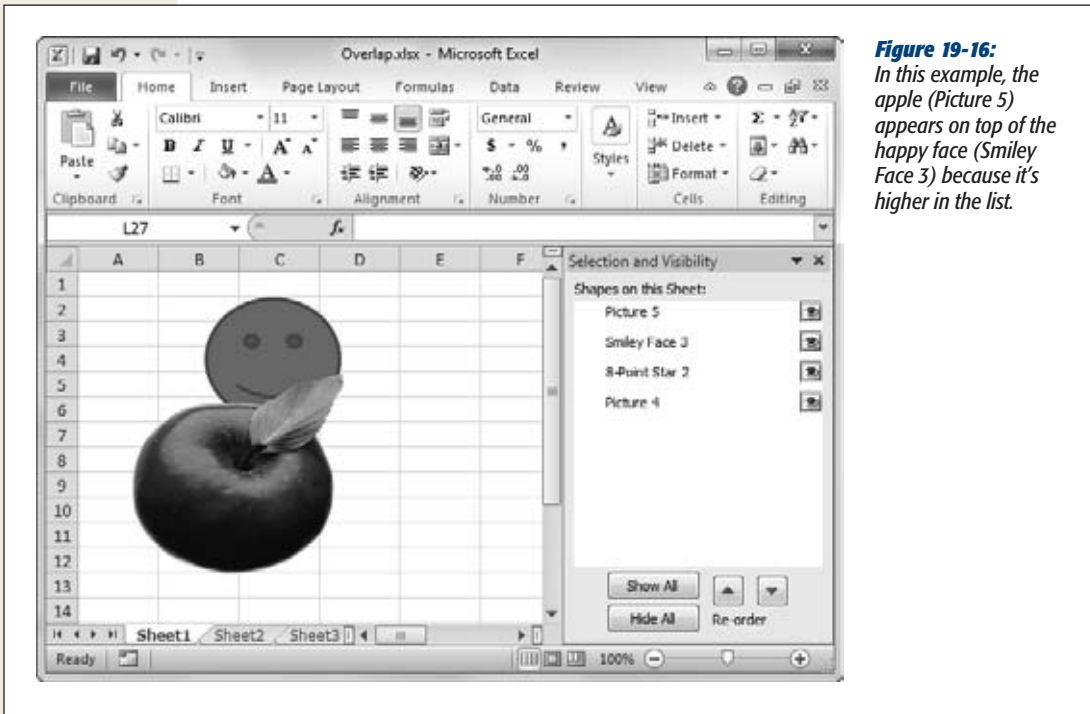 Overlap.xlsx - Microsoft Excel
File Home Insert Page Layout Formulas Data Review View
Calibri 11 General Insert
B I U A A $ % , Delete
Paste A Styles Format
Clipboard Font Alignment Number Cells Editing
L27 fx
A B C D E F
1
2
3
4
5
6
7
8
9
10
11
12
13
14
Selection and Visibility
Shapes on this Sheet:
Picture 5
Smiley Face 3
8-Point Star 2
Picture 4
Show All
Hide All Re-order
Sheet1 Sheet2 Sheet3
Ready 100%
Figure 19-16:
In this example, the
apple (Picture 5)
appears on top of the
happy face (Smiley
Face 3) because it's
higher in the list.